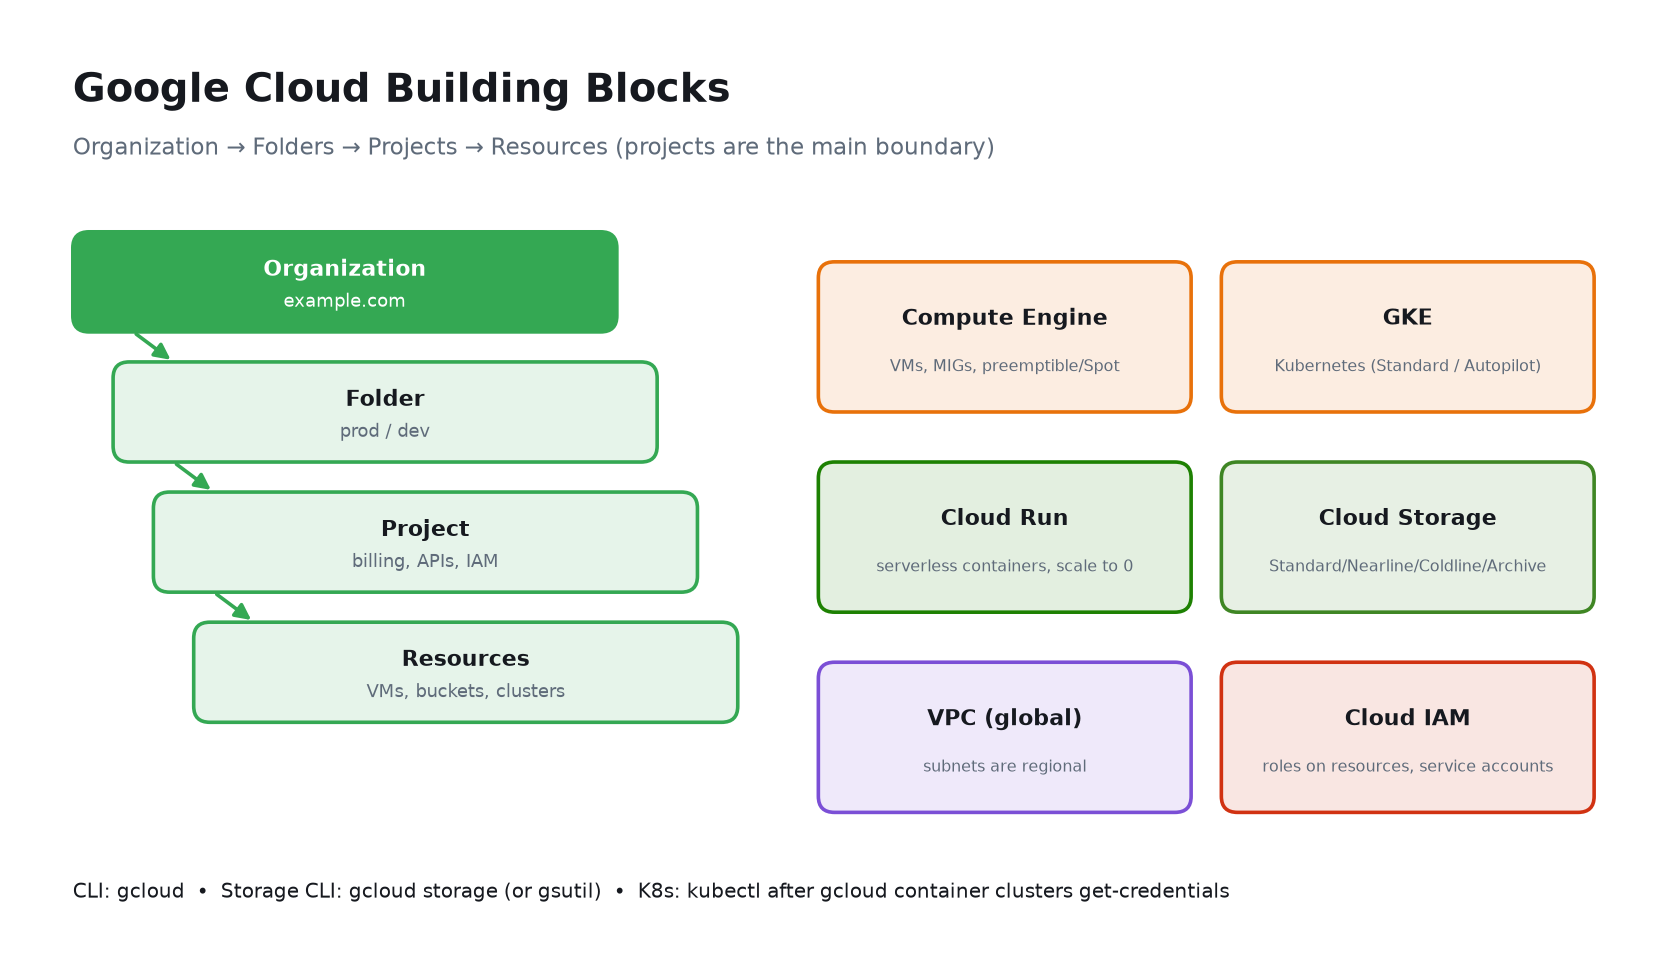 Google Cloud Building Blocks
Organization → Folders → Projects → Resources (projects are the main boundary)
Organization
example.com
Folder
prod / dev
Project
billing, APIs, IAM
Resources
VMs, buckets, clusters
Compute Engine
VMs, MIGs, preemptible/Spot
GKE
Kubernetes (Standard / Autopilot)
Cloud Run
serverless containers, scale to 0
Cloud Storage
Standard/Nearline/Coldline/Archive
VPC (global)
subnets are regional
Cloud IAM
roles on resources, service accounts
CLI: gcloud • Storage CLI: gcloud storage (or gsutil) • K8s: kubectl after gcloud container clusters get-credentials